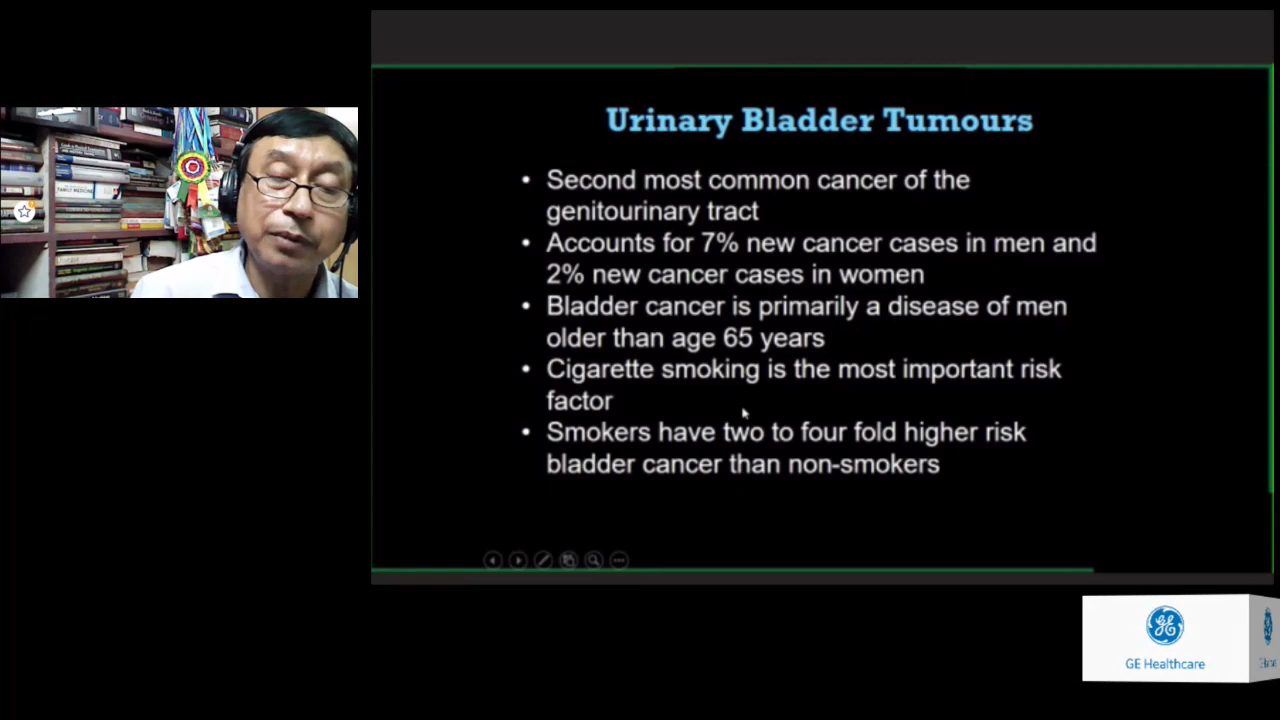 Urinary Bladder Tumours
• Second most common cancer of the
genitourinary tract
• Accounts for 7% new cancer cases in men and
2% new cancer cases in women
• Bladder cancer is primarily a disease of men
older than age 65 years
• Cigarette smoking is the most important risk
factor
• Smokers have two to four fold higher risk
bladder cancer than non-smokers
GE Healthcare